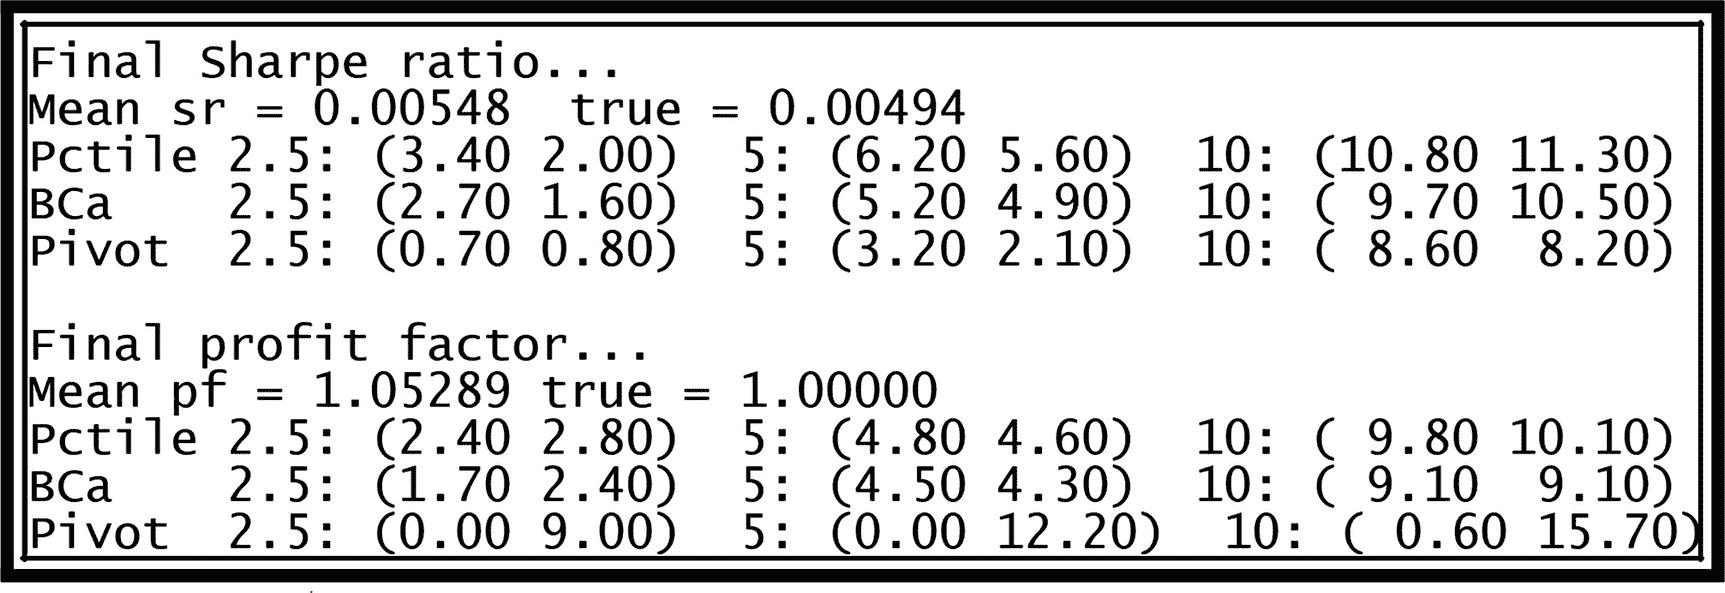 Final Sharpe ratio...
Mean sr = 0.00548  true = 0.00494
Pctile 2.5: (3.40 2.00)  5: (6.20 5.60)  10: (10.80 11.30)
BCa    2.5: (2.70 1.60)  5: (5.20 4.90)  10: ( 9.70 10.50)
Pivot  2.5: (0.70 0.80)  5: (3.20 2.10)  10: ( 8.60  8.20)
Final profit factor...
Mean pf = 1.05289 true = 1.00000
Pctile 2.5: (2.40 2.80)  5: (4.80 4.60)  10: ( 9.80 10.10)
BCa    2.5: (1.70 2.40)  5: (4.50 4.30)  10: ( 9.10  9.10)
Pivot  2.5: (0.00 9.00)  5: (0.00 12.20)  10: ( 0.60 15.70)